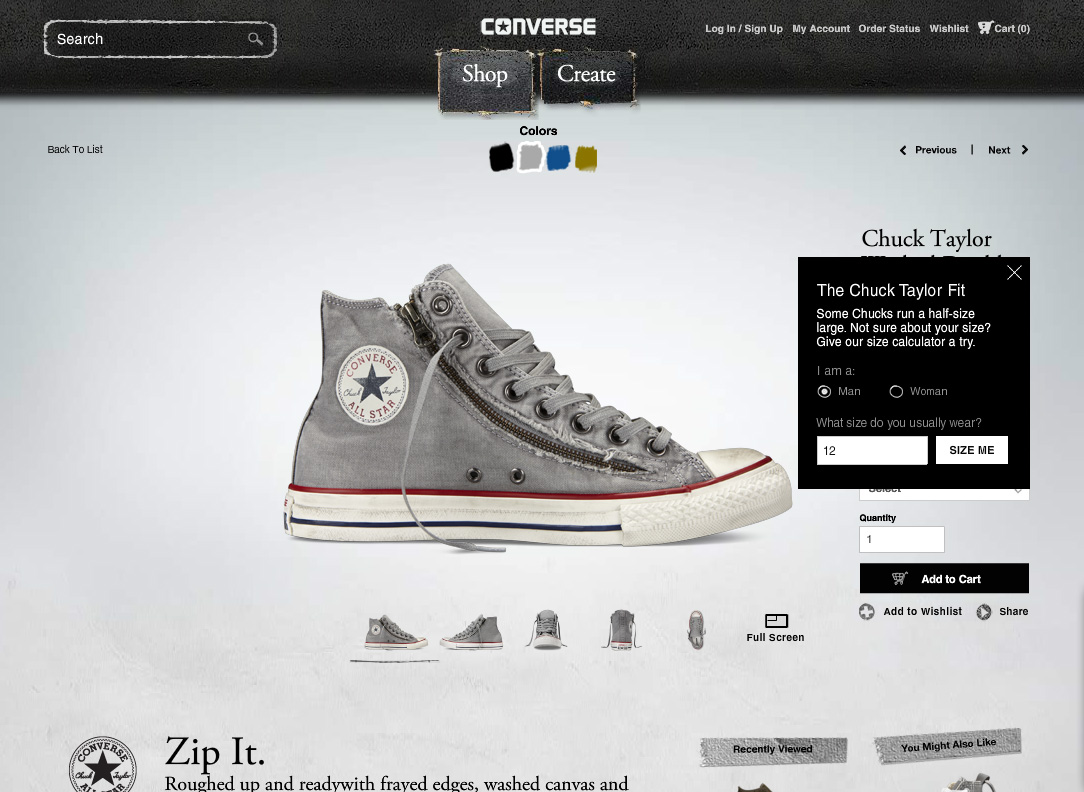 Search
CONVERSE
Log In / Sign Up
My Account
Order Status
Wishlist
Cart (0)
Shop
Create
Colors
Back To List
Previous | Next
Chuck Taylor
The Chuck Taylor Fit
Some Chucks run a half-size
large. Not sure about your size?
Give our size calculator a try.
I am a:
Man
Woman
What size do you usually wear?
12
SIZE ME
Select
Quantity
1
Add to Cart
Add to Wishlist
Share
CONVERSE
Chuck Taylor
ALL STAR
Full Screen
CONVERSE
Chuck Taylor
Zip It.
Roughed up and readywith frayed edges, washed canvas and
Recently Viewed
You Might Also Like